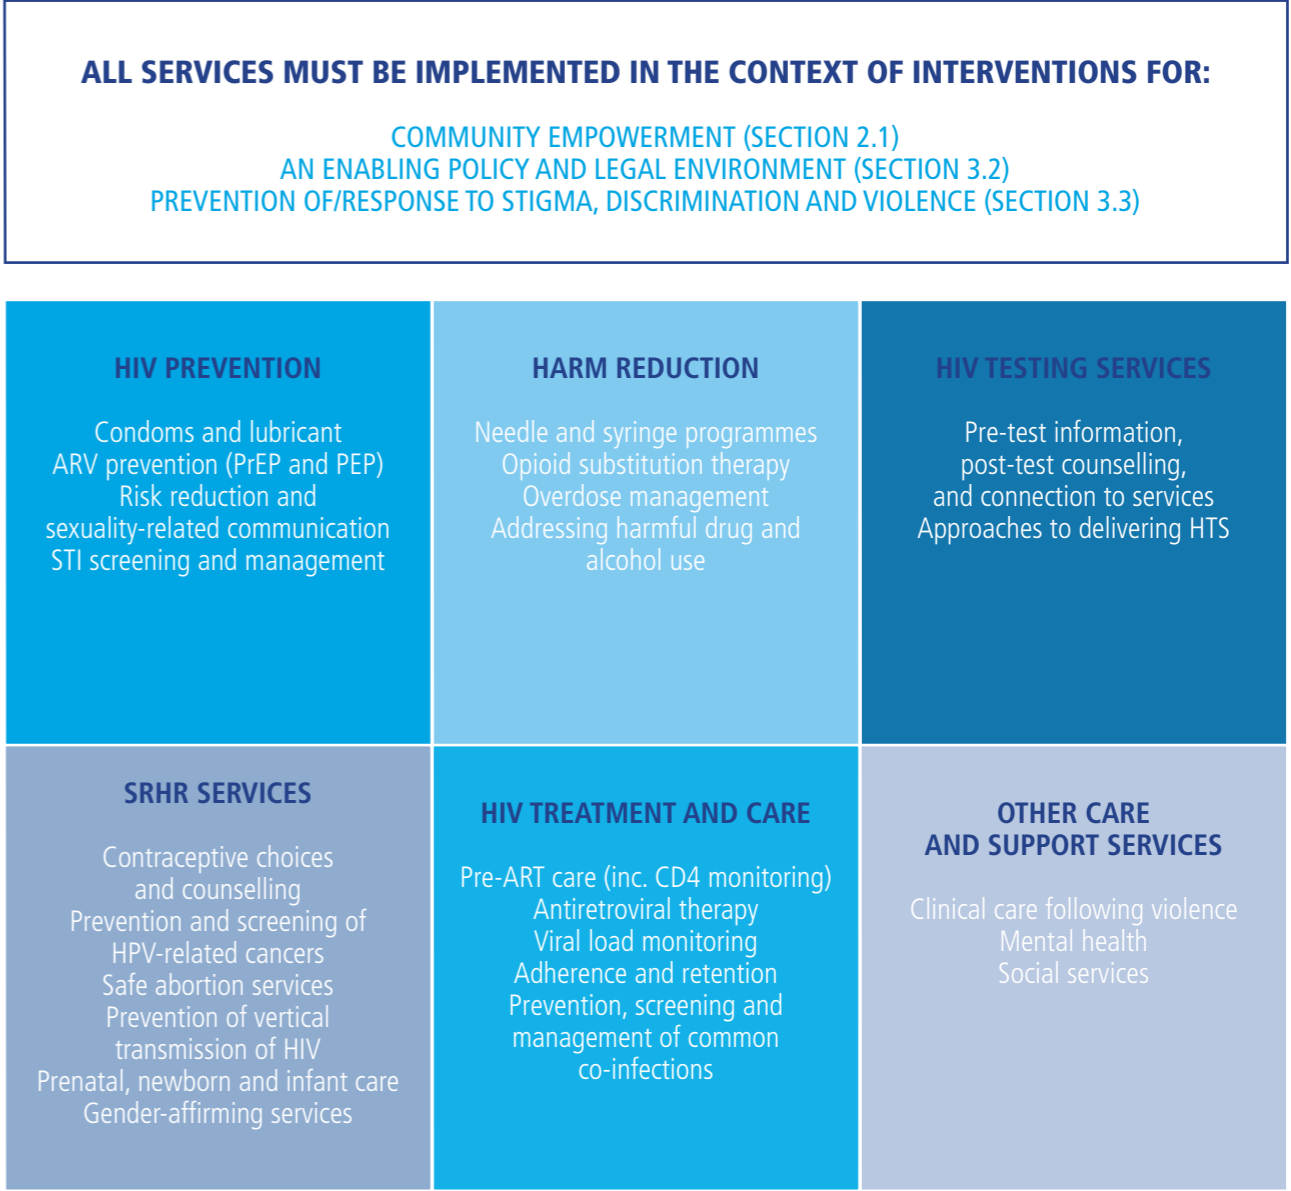 ALL SERVICES MUST BE IMPLEMENTED IN THE CONTEXT OF INTERVENTIONS FOR:
COMMUNITY EMPOWERMENT (SECTION 2.1)
AN ENABLING POLICY AND LEGAL ENVIRONMENT (SECTION 3.2)
PREVENTION OF/RESPONSE TO STIGMA, DISCRIMINATION AND VIOLENCE (SECTION 3.3)
HIV PREVENTION
Condoms and lubricant
ARV prevention (PrEP and PEP)
Risk reduction and
sexuality-related communication
STI screening and management
HARM REDUCTION
Needle and syringe programmes
Opioid substitution therapy
Overdose management
Addressing harmful drug and
alcohol use
HIV TESTING SERVICES
Pre-test information,
post-test counselling,
and connection to services
Approaches to delivering HTS
SRHR SERVICES
Contraceptive choices
and counselling
Prevention and screening of
HPV-related cancers
Safe abortion services
Prevention of vertical
transmission of HIV
Prenatal, newborn and infant care
Gender-affirming services
HIV TREATMENT AND CARE
Pre-ART care (inc. CD4 monitoring)
Antiretroviral therapy
Viral load monitoring
Adherence and retention
Prevention, screening and
management of common
co-infections
OTHER CARE
AND SUPPORT SERVICES
Clinical care following violence
Mental health
Social services